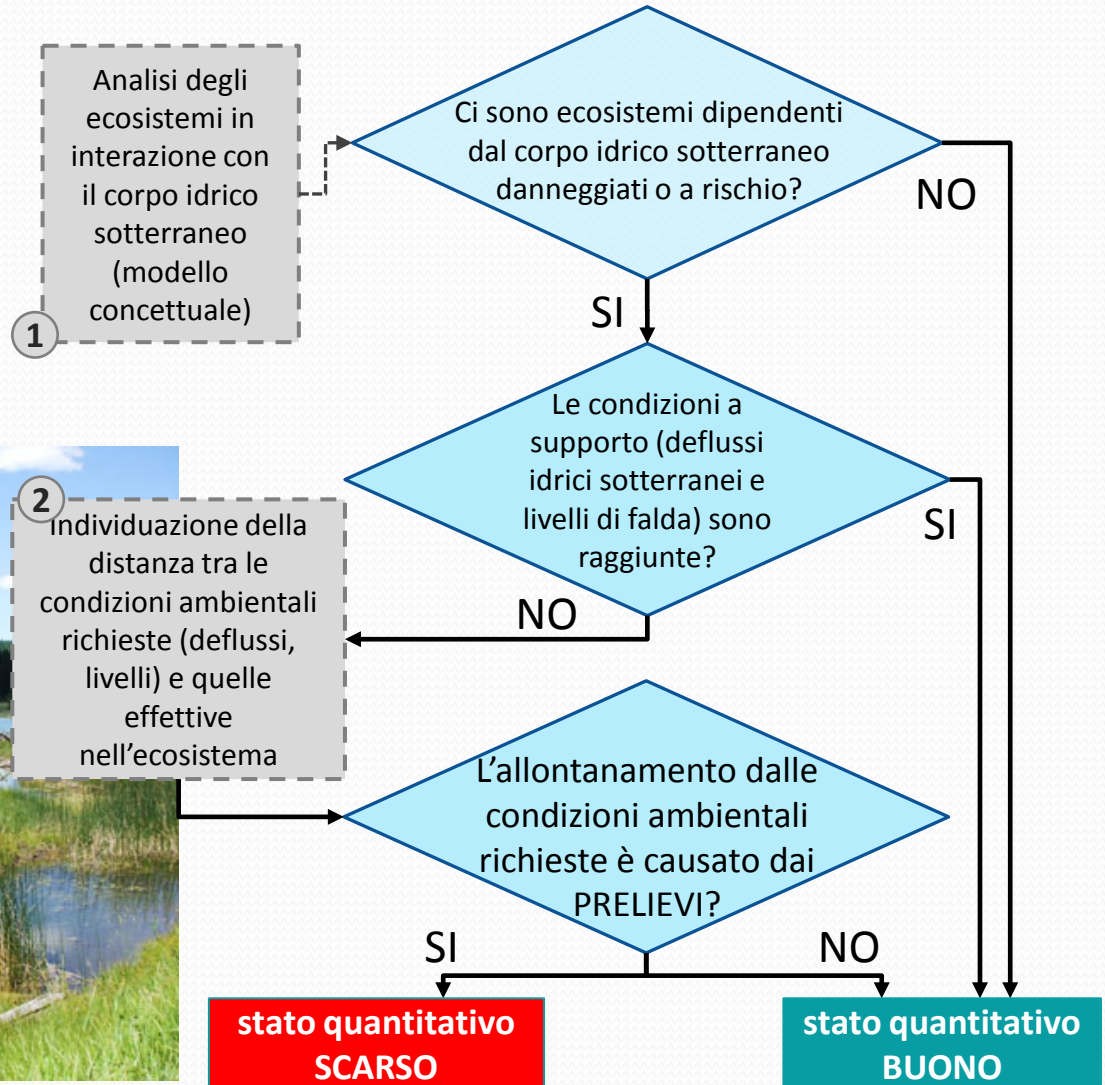 Analisi degli
ecosistemi in
interazione con
il corpo idrico
sotterraneo
(modello
concettuale)
1
Ci sono ecosistemi dipendenti
dal corpo idrico sotterraneo
danneggiati o a rischio?
NO
SI
Le condizioni a
supporto (deflussi
idrici sotterranei e
livelli di falda) sono
raggiunte?
SI
NO
2
Individuazione della
distanza tra le
condizioni ambientali
richieste (deflussi,
livelli) e quelle
effettive
nell'ecosistema
L'allontanamento dalle
condizioni ambientali
richieste è causato dai
PRELIEVI?
SI
NO
stato quantitativo
SCARSO
stato quantitativo
BUONO